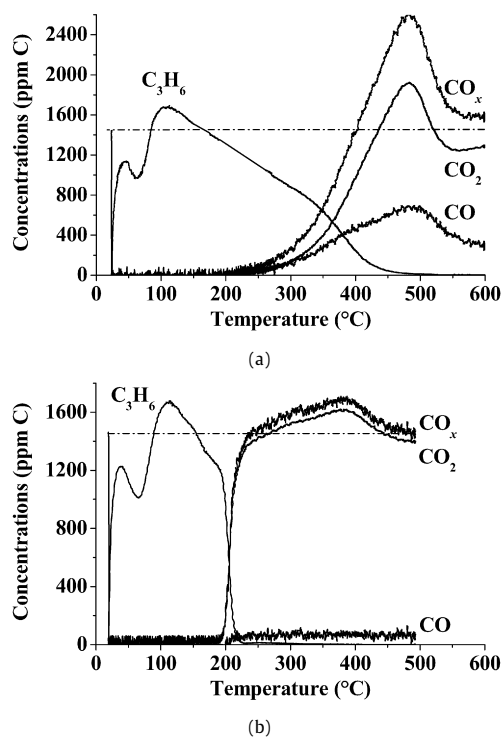 2600
2400
2000
1600
1200
800
400
0
Concentrations (ppm C)
C3H6
COx
CO2
CO
0 100 200 300 400 500 600
Temperature (°C)
(a)
1600
1200
800
400
0
Concentrations (ppm C)
C3H6
COx
CO2
CO
0 100 200 300 400 500 600
Temperature (°C)
(b)